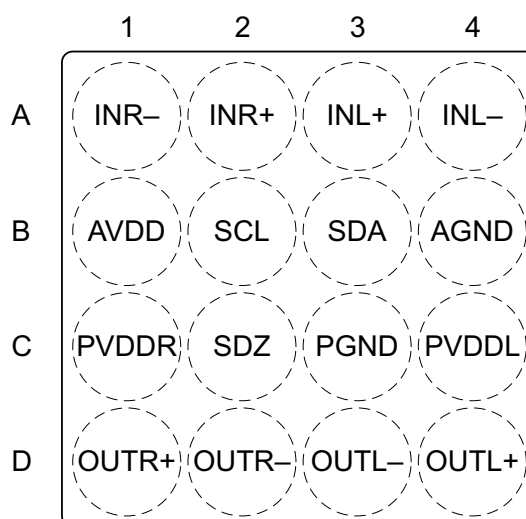 1 2 3 4
A INR– INR+ INL+ INL–
B AVDD SCL SDA AGND
C PVDDR SDZ PGND PVDDL
D OUTR+ OUTR– OUTL– OUTL+